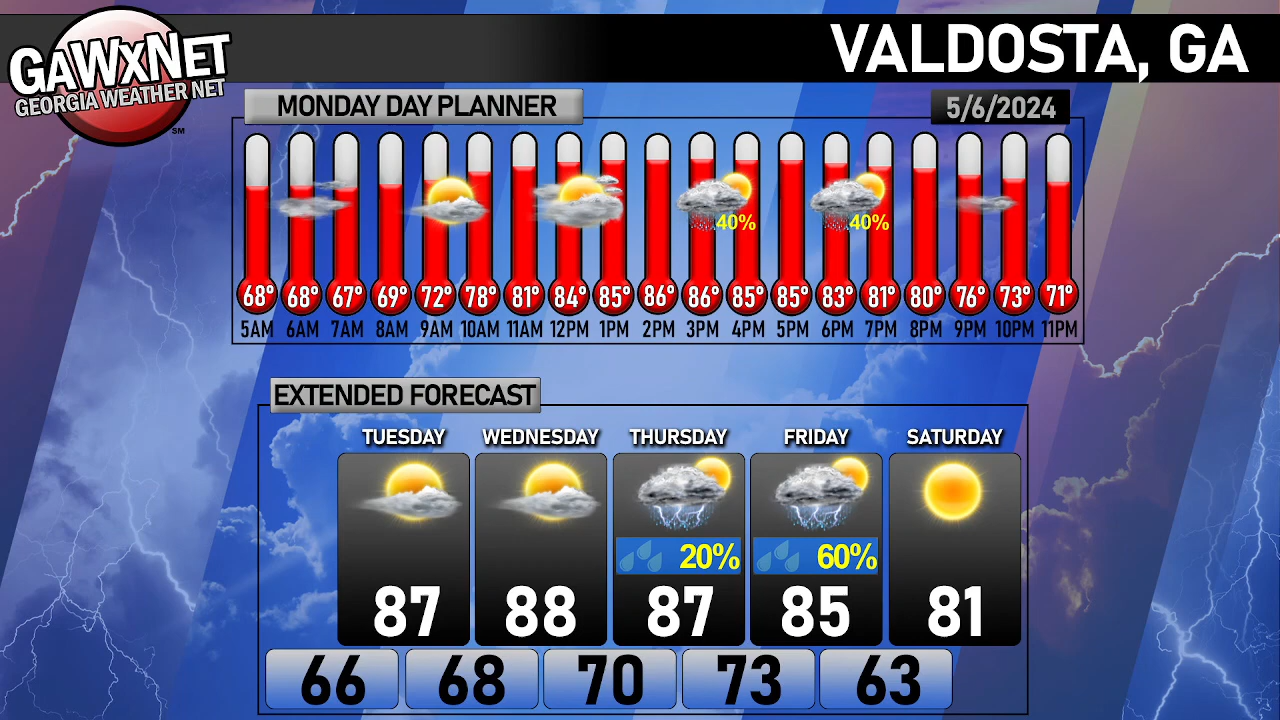 GAWxNET
GEORGIA WEATHER NET
SM
VALDOSTA, GA
MONDAY DAY PLANNER
5/6/2024
40% 40%
68° 68° 67° 69° 72° 78° 81° 84° 85° 86° 86° 85° 85° 83° 81° 80° 76° 73° 71°
5AM 6AM 7AM 8AM 9AM 10AM 11AM 12PM 1PM 2PM 3PM 4PM 5PM 6PM 7PM 8PM 9PM 10PM 11PM
EXTENDED FORECAST
TUESDAY WEDNESDAY THURSDAY FRIDAY SATURDAY
20% 60%
87 88 87 85 81
66 68 70 73 63